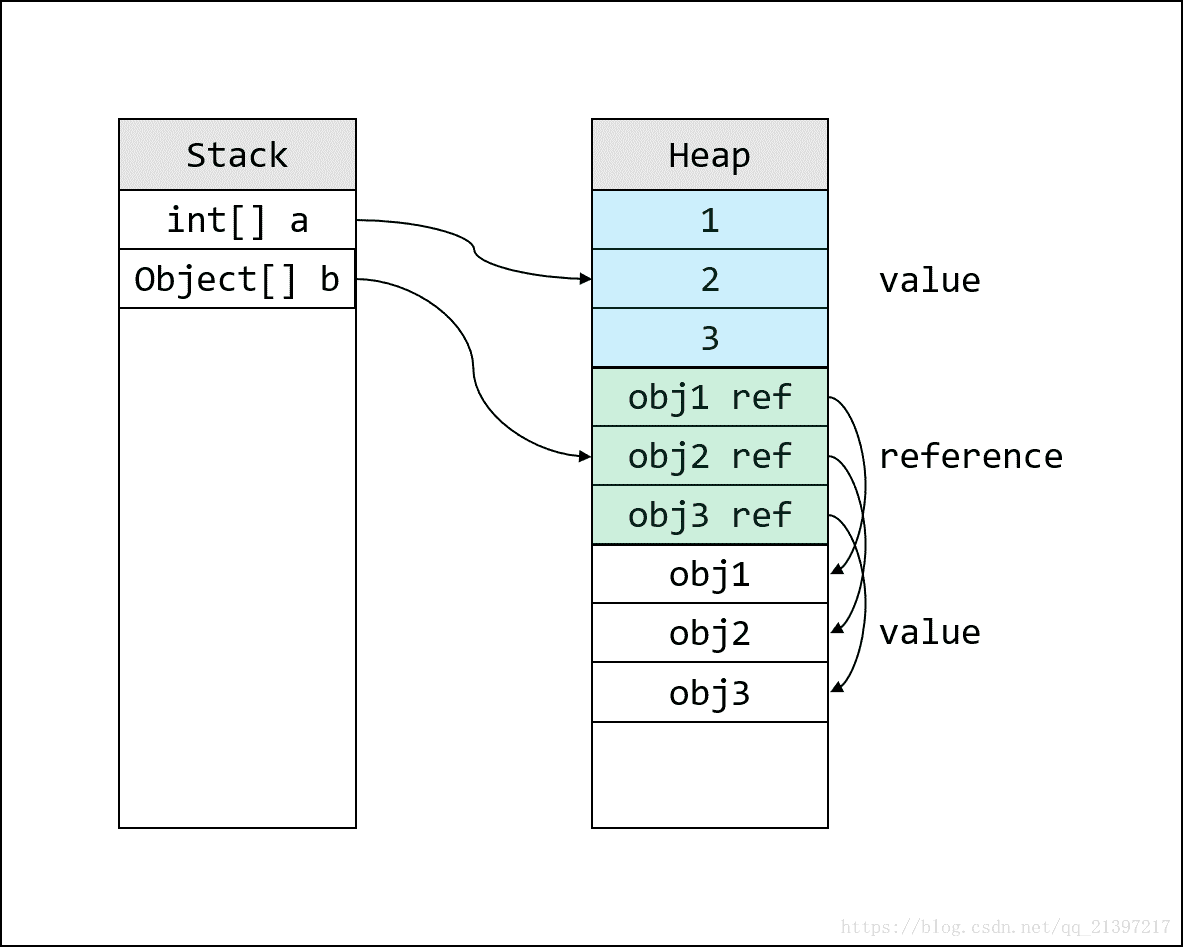 Stack
int[] a
Object[] b
Heap
1
2
3
obj1 ref
obj2 ref
obj3 ref
obj1
obj2
obj3
value
reference
value
https://blog.csdn.net/qq_21397217